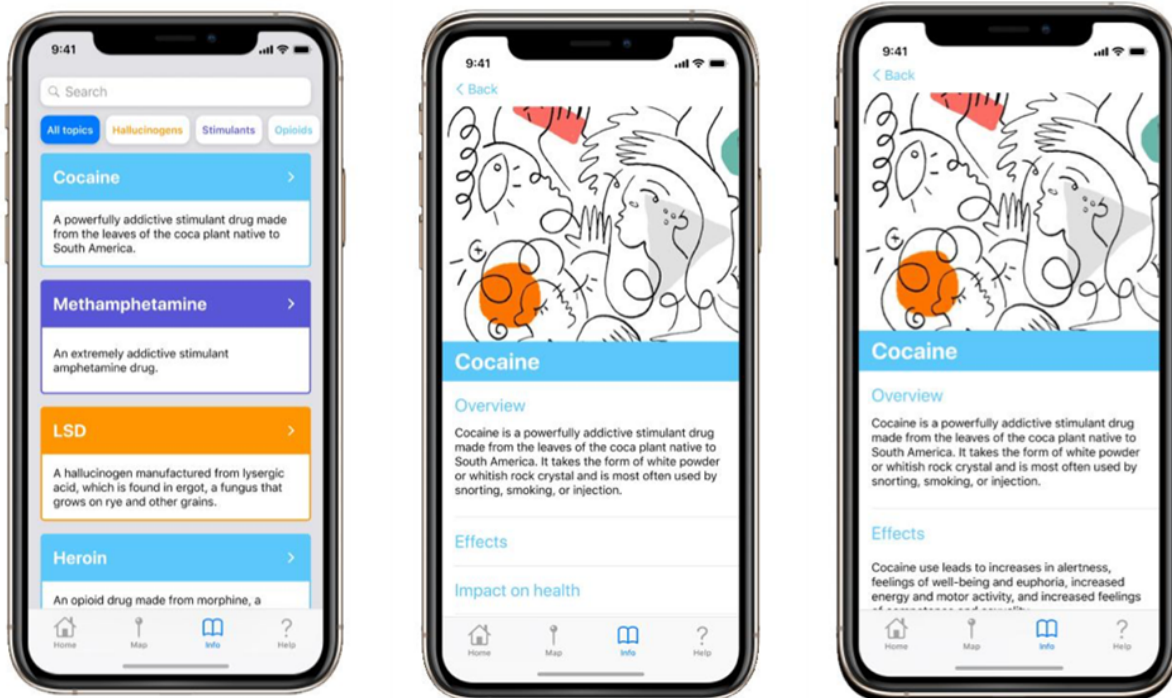 9:41
Search
All topics
Hallucinogens
Stimulants
Opioids
Cocaine
A powerfully addictive stimulant drug made
from the leaves of the coca plant native to
South America.
Methamphetamine
An extremely addictive stimulant
amphetamine drug.
LSD
A hallucinogen manufactured from lysergic
acid, which is found in ergot, a fungus that
grows on rye and other grains.
Heroin
An opioid drug made from morphine, a
Home
Map
Info
Help
9:41
Back
Cocaine
Overview
Cocaine is a powerfully addictive stimulant drug
made from the leaves of the coca plant native to
South America. It takes the form of white powder
or whitish rock crystal and is most often used by
snorting, smoking, or injection.
Effects
Impact on health
Home
Map
Info
Help
9:41
Back
Cocaine
Overview
Cocaine is a powerfully addictive stimulant drug
made from the leaves of the coca plant native to
South America. It takes the form of white powder
or whitish rock crystal and is most often used by
snorting, smoking, or injection.
Effects
Cocaine use leads to increases in alertness,
feelings of well-being and euphoria, increased
energy and motor activity, and increased feelings
Home
Map
Info
Help